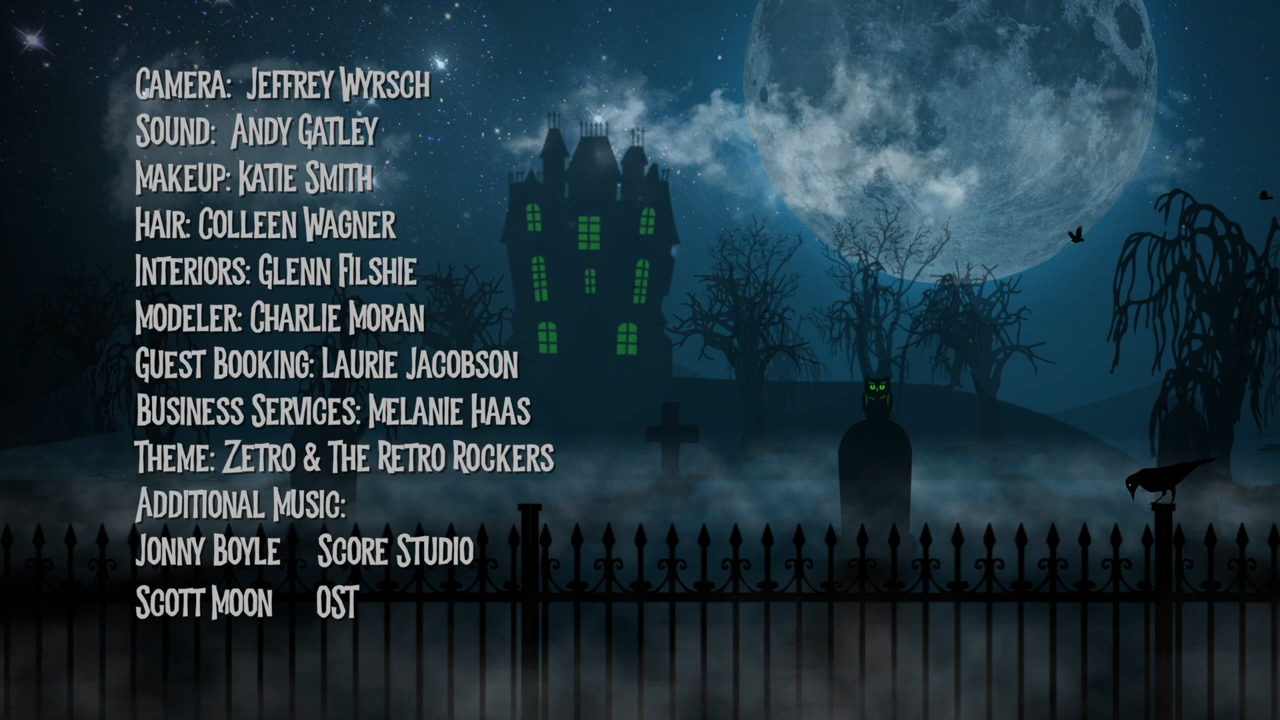 CAMERA: JEFFREY WYRSCH
SOUND: ANDY GATLEY
MAKEUP: KATIE SMITH
HAIR: COLLEEN WAGNER
INTERIORS: GLENN FILSHIE
MODELER: CHARLIE MORAN
GUEST BOOKING: LAURIE JACOBSON
BUSINESS SERVICES: MELANIE HAAS
THEME: ZETRO & THE RETRO ROCKERS
ADDITIONAL MUSIC:
JONNY BOYLE SCORE STUDIO
SCOTT MOON OST